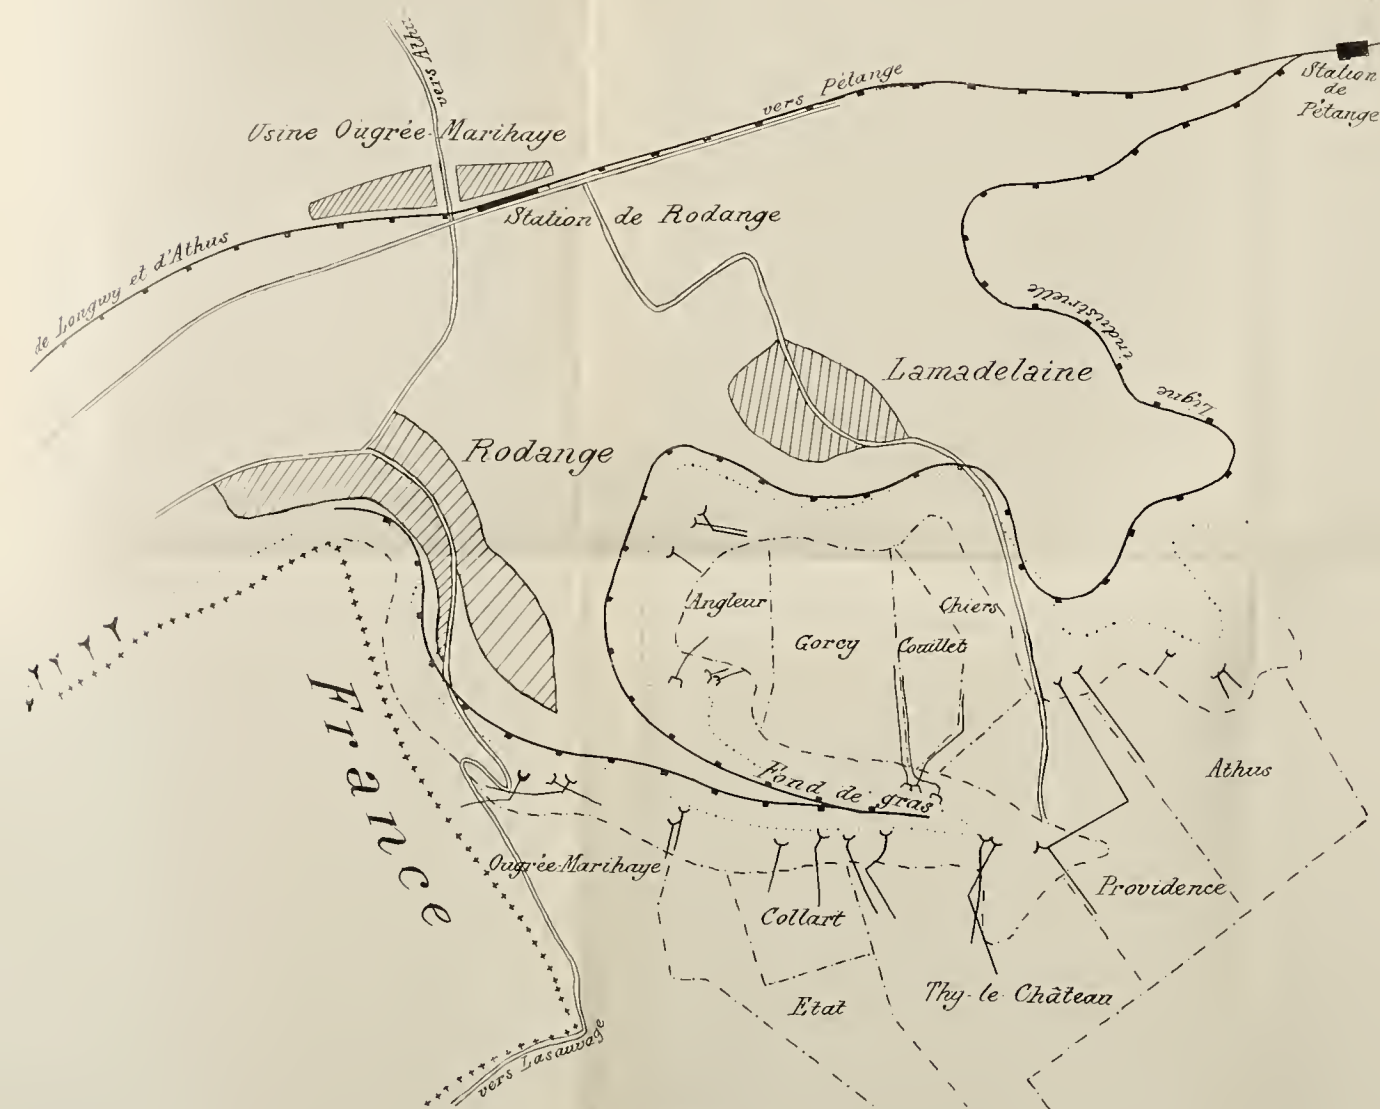 vers Athus
Usine Ougrée-Marihaye
vers Pétange
Station
de
Pétange
Station de Rodange
de Longwy et d'Athus
Ligne industrielle
Lamadelaine
Rodange
Angleur
Gorcy
Couillet
Chiers
France
Fond de gras
Athus
Ougrée-Marihaye
Collart
Providence
Etat
Thy-le-Château
vers Lasauvage